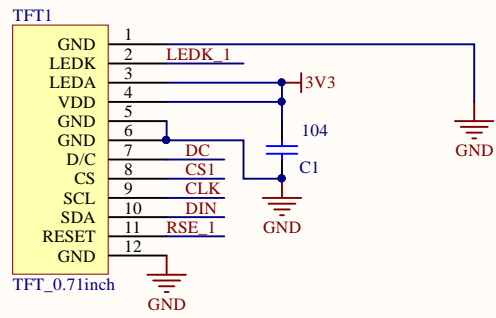 TFT1
GND 1
LEDK 2 LEDK_1
LEDA 3 3V3
VDD 4
GND 5
GND 6 104
D/C 7 DC
CS 8 CS1 C1
SCL 9 CLK
SDA 10 DIN
RESET 11 RSE_1
GND 12
GND
GND
GND
TFT_0.71inch